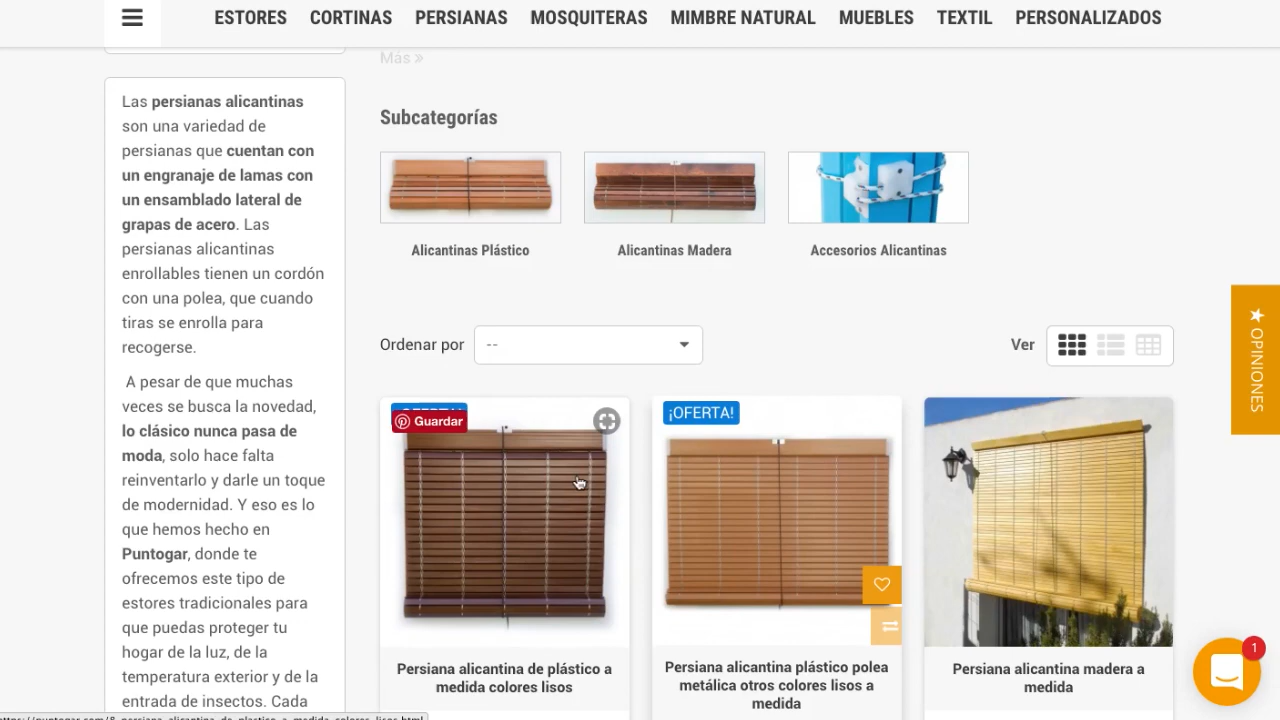 ESTORES CORTINAS PERSIANAS MOSQUITERAS MIMBRE NATURAL MUEBLES TEXTIL PERSONALIZADOS
Las persianas alicantinas
son una variedad de
persianas que cuentan con
un engranaje de lamas con
un ensamblado lateral de
grapas de acero. Las
persianas alicantinas
enrollables tienen un cordón
con una polea, que cuando
tiras se enrolla para
recogerse.
A pesar de que muchas
veces se busca la novedad,
lo clásico nunca pasa de
moda, solo hace falta
reinventarlo y darle un toque
de modernidad. Y eso es lo
que hemos hecho en
Puntogar, donde te
ofrecemos este tipo de
estores tradicionales para
que puedas proteger tu
hogar de la luz, de la
temperatura exterior y de la
entrada de insectos. Cada
Más »
Subcategorías
Alicantinas Plástico
Alicantinas Madera
Accesorios Alicantinas
Ordenar por
--
Ver
Guardar
¡OFERTA!
Persiana alicantina de plástico a
medida colores lisos
Persiana alicantina plástico polea
metálica otros colores lisos a
medida
Persiana alicantina madera a
medida
★ OPINIONES
1